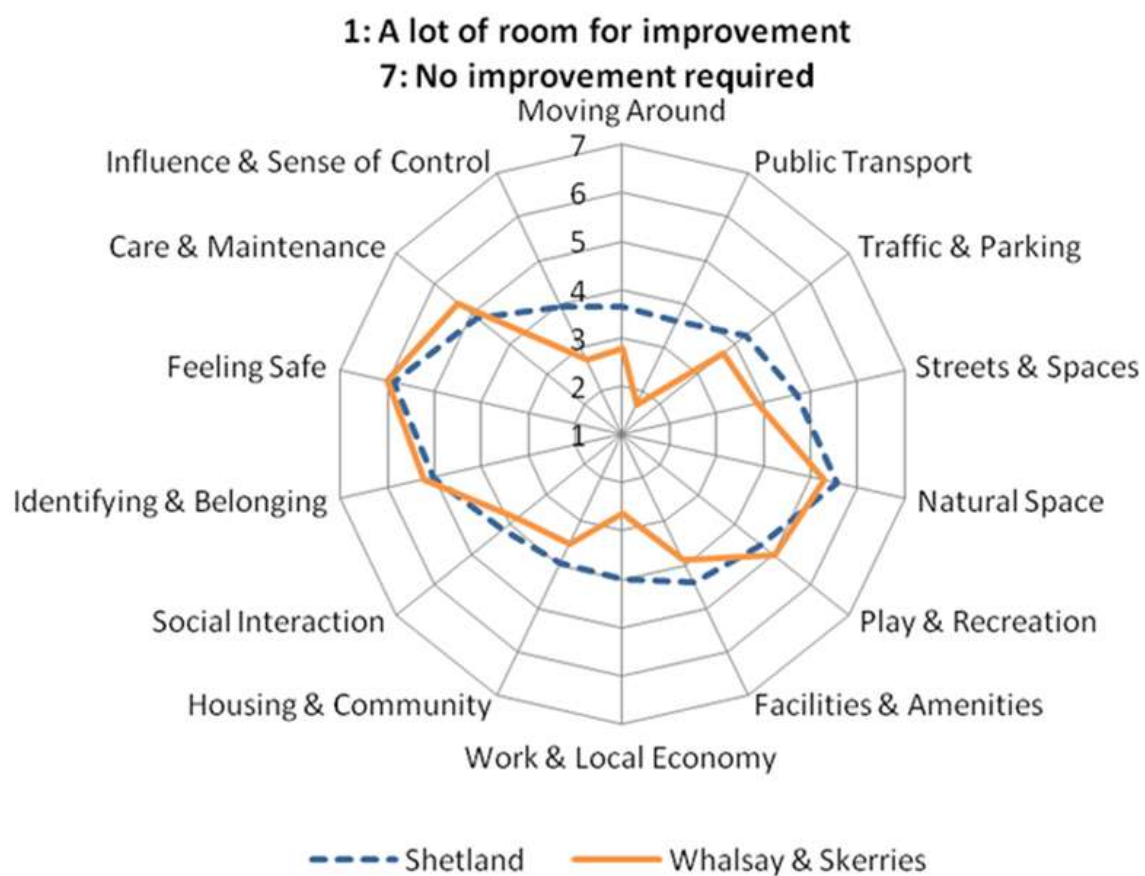 1: A lot of room for improvement
7: No improvement required
Moving Around
Influence & Sense of Control
7
Public Transport
6
Care & Maintenance
5
Traffic & Parking
4
3
Feeling Safe
Streets & Spaces
2
1
Identifying & Belonging
Natural Space
Social Interaction
Play & Recreation
Housing & Community
Facilities & Amenities
Work & Local Economy
Shetland
Whalsay & Skerries